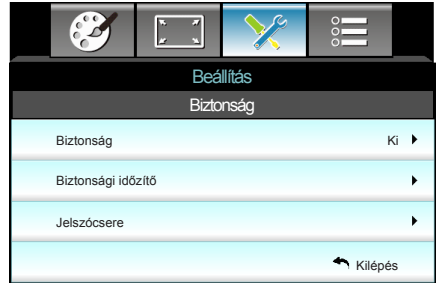 Beállítás
Biztonság
Biztonság Ki
Biztonsági időzítő
Jelszócsere
Kilépés